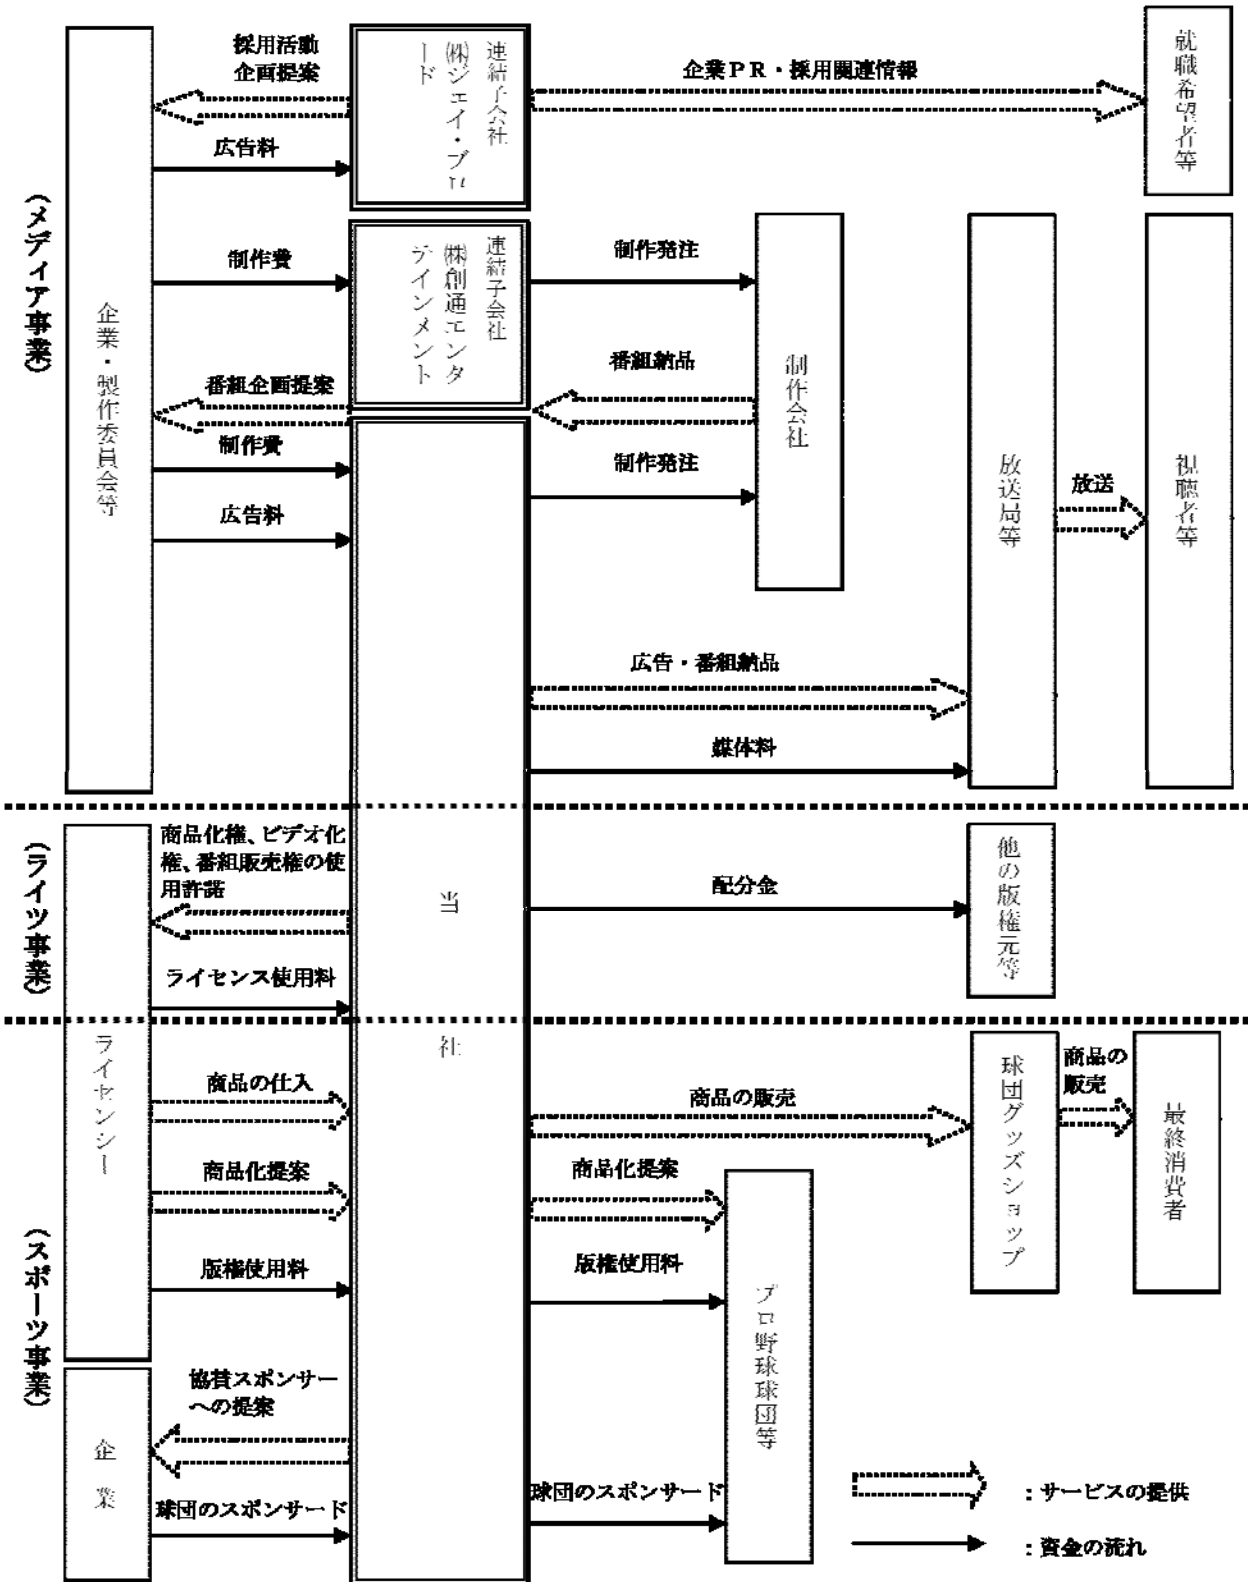 （メディア事業）
企業・製作委員会等
採用活動
企画提案
広告料
連結子会社
㈱ジェイ・ブロ
ード
企業ＰＲ・採用関連情報
就職希望者等
制作費
連結子会社
㈱創通エンタ
テインメント
制作発注
番組納品
制作会社
番組企画提案
制作費
広告料
制作発注
放送局等
放送
視聴者等
広告・番組納品
媒体料
（ライツ事業）
商品化権、ビデオ化
権、番組販売権の使
用許諾
ライセンス使用料
当
社
配分金
他の版権元等
（スポーツ事業）
ライセンシー
商品の仕入
商品化提案
版権使用料
商品の販売
球団グッズショップ
商品の
販売
最終消費者
商品化提案
版権使用料
プロ野球球団等
企業
協賛スポンサー
への提案
球団のスポンサード
球団のスポンサード
：サービスの提供
：資金の流れ